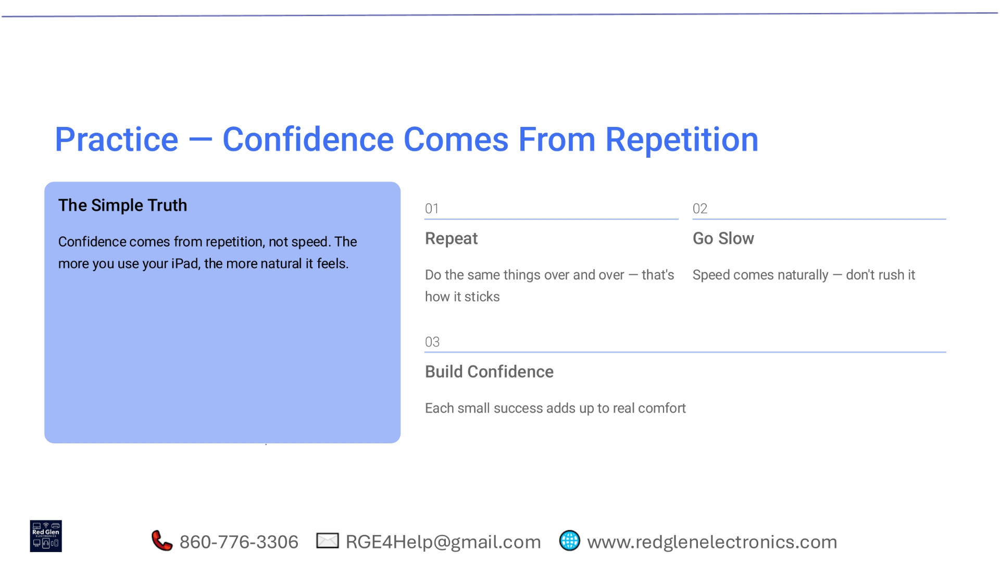 Practice — Confidence Comes From Repetition
The Simple Truth
Confidence comes from repetition, not speed. The
more you use your iPad, the more natural it feels.
01
Repeat
Do the same things over and over — that's
how it sticks
02
Go Slow
Speed comes naturally — don't rush it
03
Build Confidence
Each small success adds up to real comfort
Red Glen
ELECTRONICS
860-776-3306
RGE4Help@gmail.com
www.redglenelectronics.com